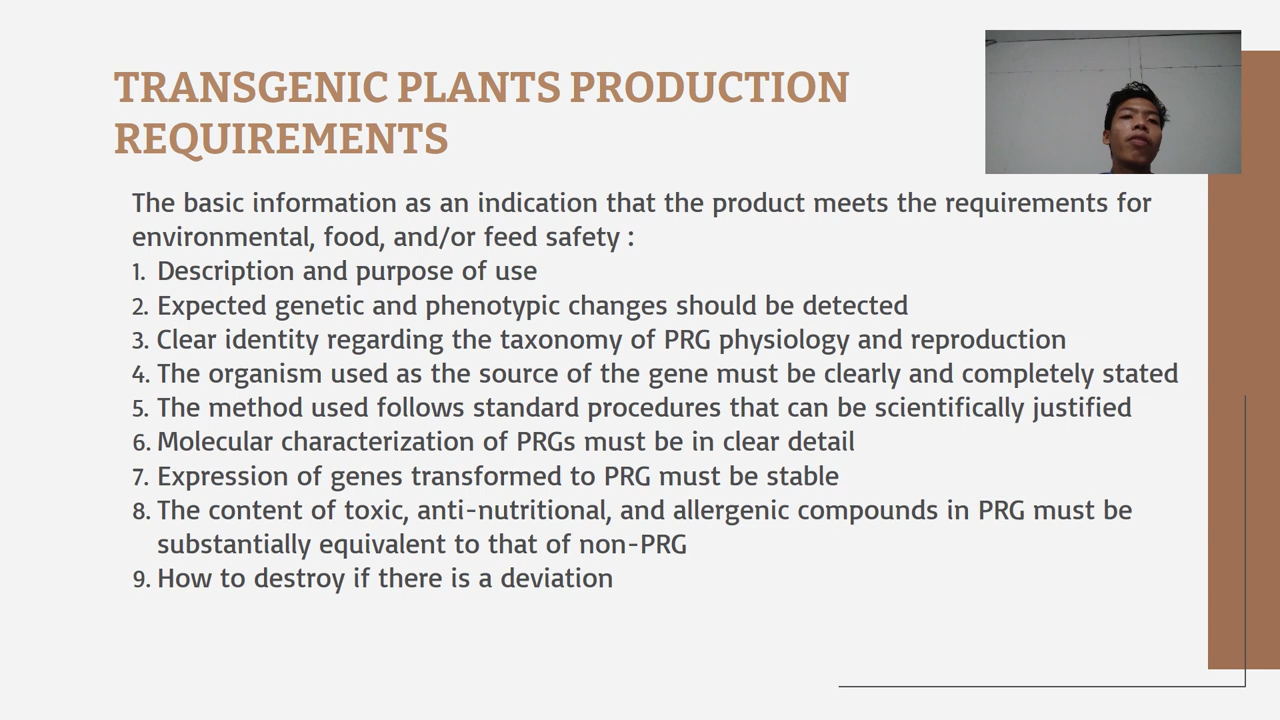 TRANSGENIC PLANTS PRODUCTION
REQUIREMENTS
The basic information as an indication that the product meets the requirements for
environmental, food, and/or feed safety :
1. Description and purpose of use
2. Expected genetic and phenotypic changes should be detected
3. Clear identity regarding the taxonomy of PRG physiology and reproduction
4. The organism used as the source of the gene must be clearly and completely stated
5. The method used follows standard procedures that can be scientifically justified
6. Molecular characterization of PRGs must be in clear detail
7. Expression of genes transformed to PRG must be stable
8. The content of toxic, anti-nutritional, and allergenic compounds in PRG must be
substantially equivalent to that of non-PRG
9. How to destroy if there is a deviation